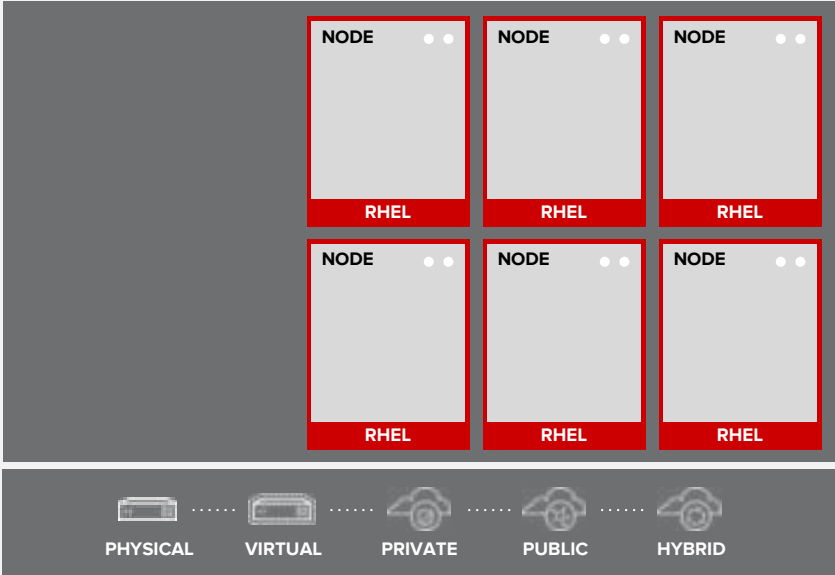 NODE NODE NODE
RHEL RHEL RHEL
NODE NODE NODE
RHEL RHEL RHEL
PHYSICAL VIRTUAL PRIVATE PUBLIC HYBRID